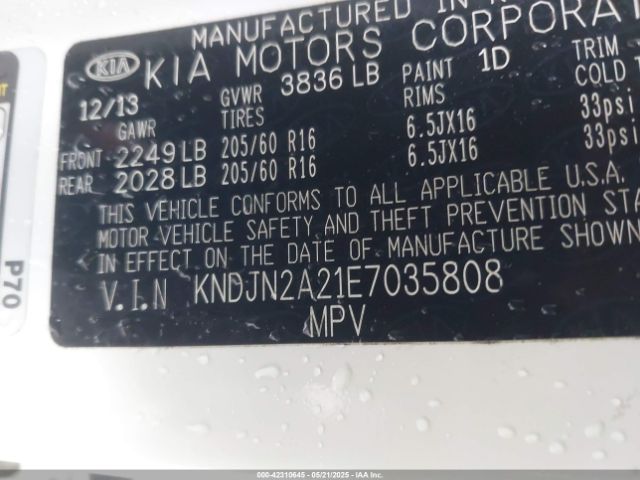 MANUFACTURED IN
KIA KIA MOTORS CORPORA
12/13 GVWR 3836 LB PAINT 1D TRIM
GAWR TIRES RIMS COLD T
FRONT 2249 LB 205/60 R16 6.5JX16 33psi
REAR 2028 LB 205/60 R16 6.5JX16 33psi
THIS VEHICLE CONFORMS TO ALL APPLICABLE U.S.A.
MOTOR VEHICLE SAFETY AND THEFT PREVENTION STA
IN EFFECT ON THE DATE OF MANUFACTURE SHOWN
V.I.N KNDJN2A21E7035808
MPV
P70
000-42310645 - 05/21/2025 - IAA Inc. Copyright